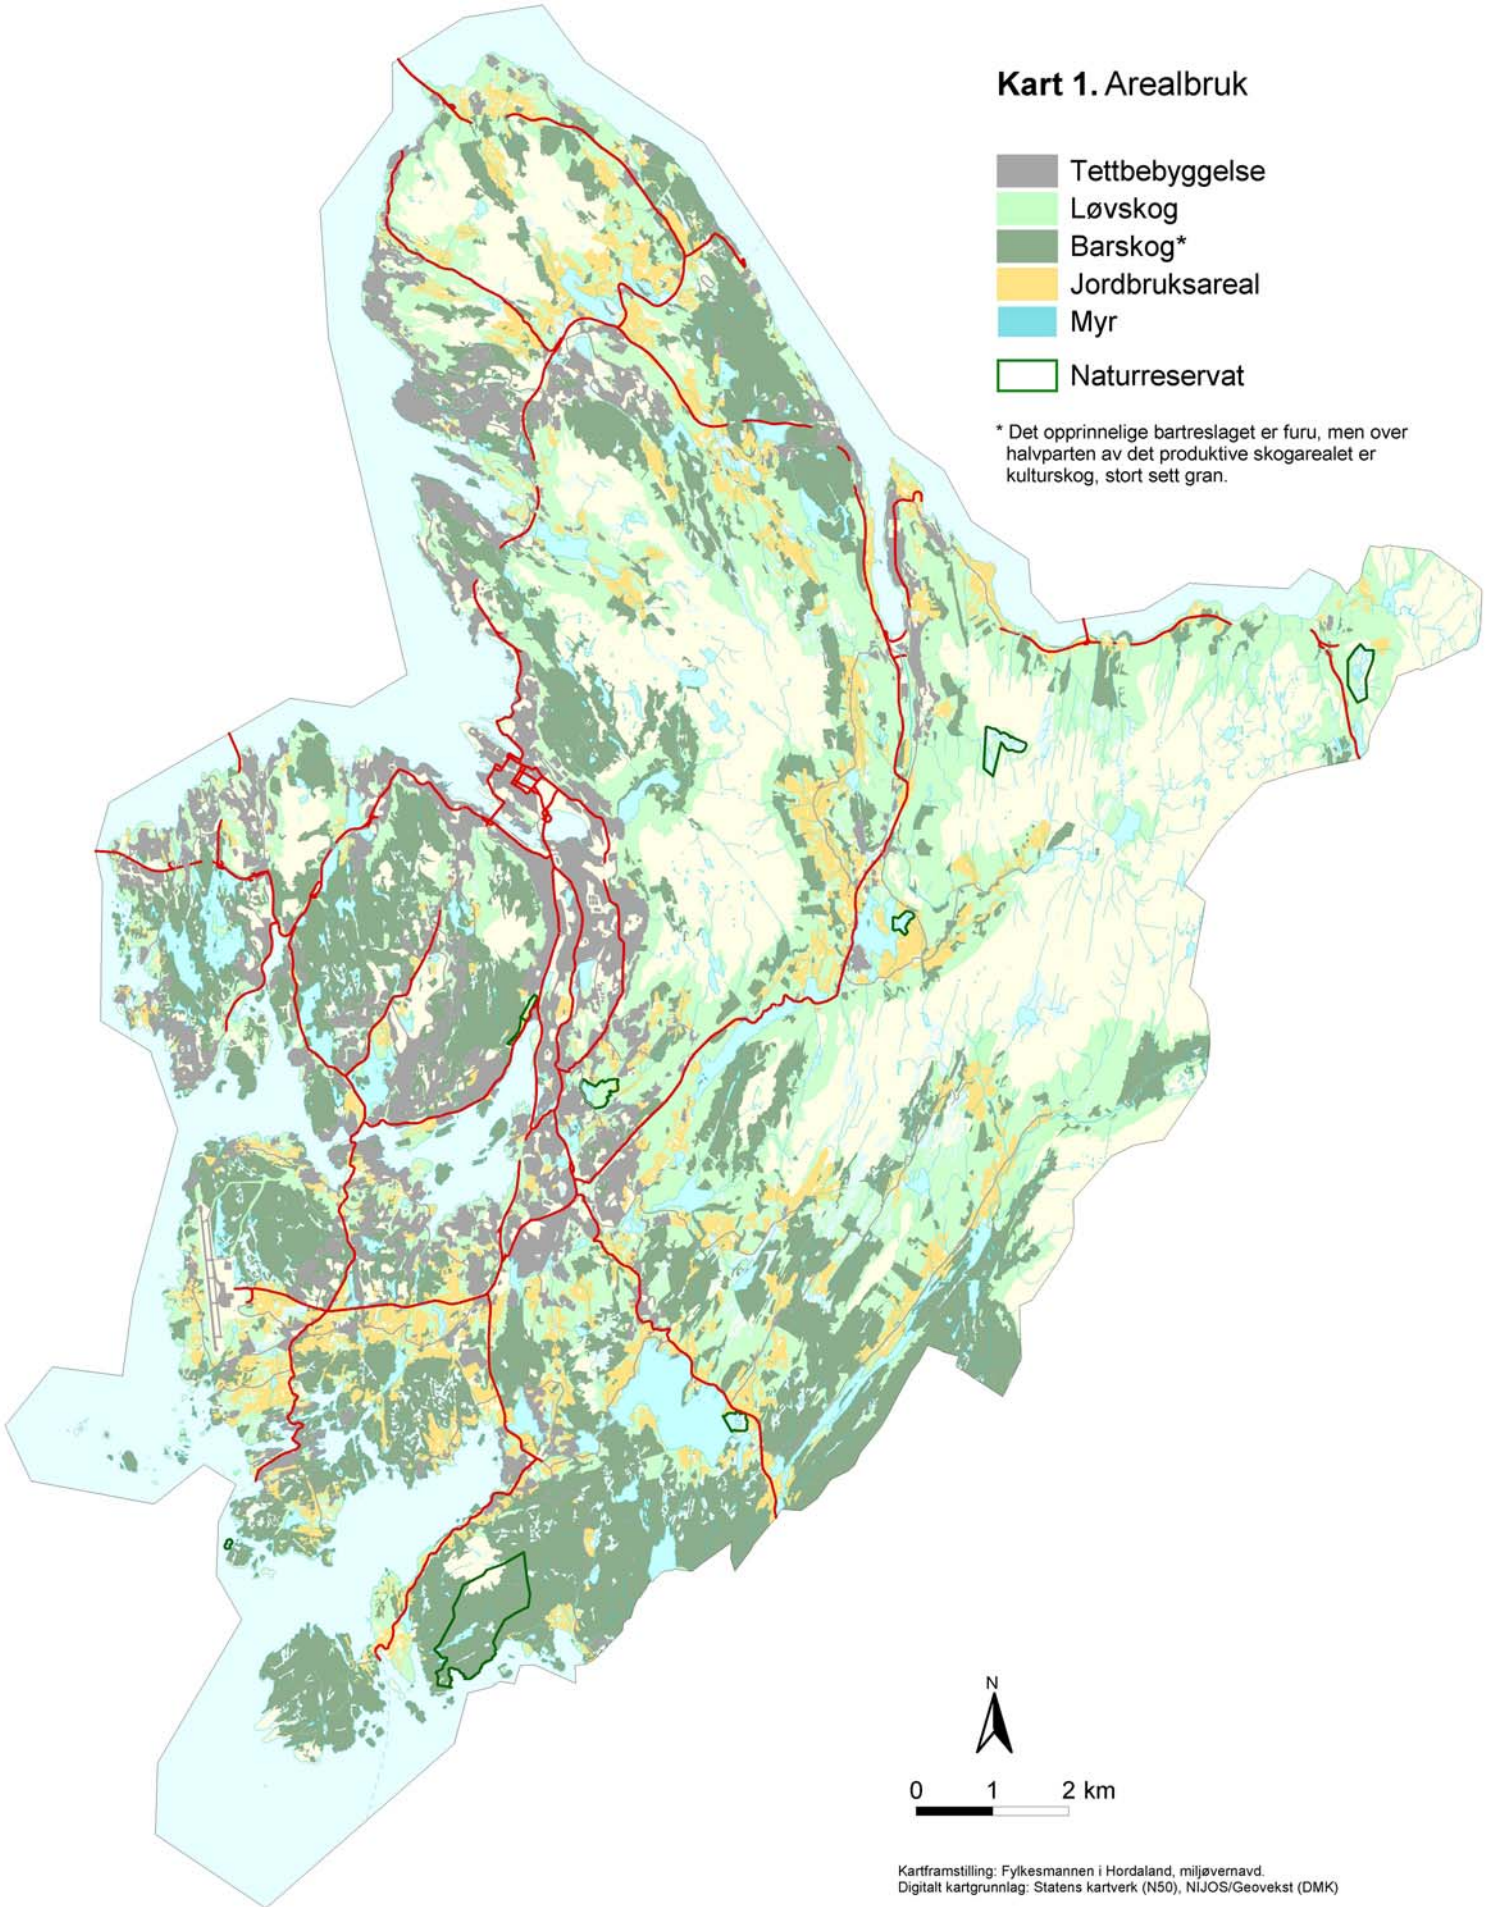 Kart 1. Arealbruk
Tettbebyggelse
Løvskog
Barskog*
Jordbruksareal
Myr
Naturreservat
* Det opprinnelige bartreslaget er furu, men over
halvparten av det produktive skogarealet er
kulturskog, stort sett gran.
N
0 1 2 km
Kartframstilling: Fylkesmannen i Hordaland, miljøvernavd.
Digitalt kartgrunnlag: Statens kartverk (N50), NIJOS/Geovekst (DMK)